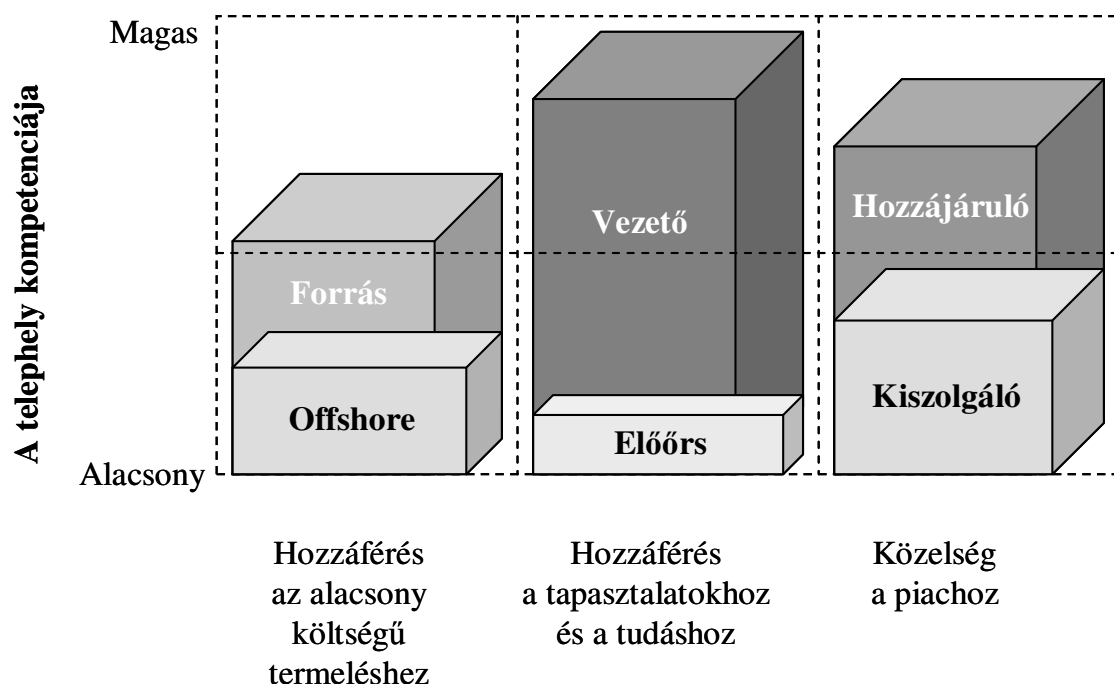 Magas
A telephely kompetenciája
Vezető
Hozzájáruló
Forrás
Offshore
Előőrs
Kiszolgáló
Alacsony
Hozzáférés
az alacsony
költségű
termeléshez
Hozzáférés
a tapasztalatokhoz
és a tudáshoz
Közelség
a piachoz